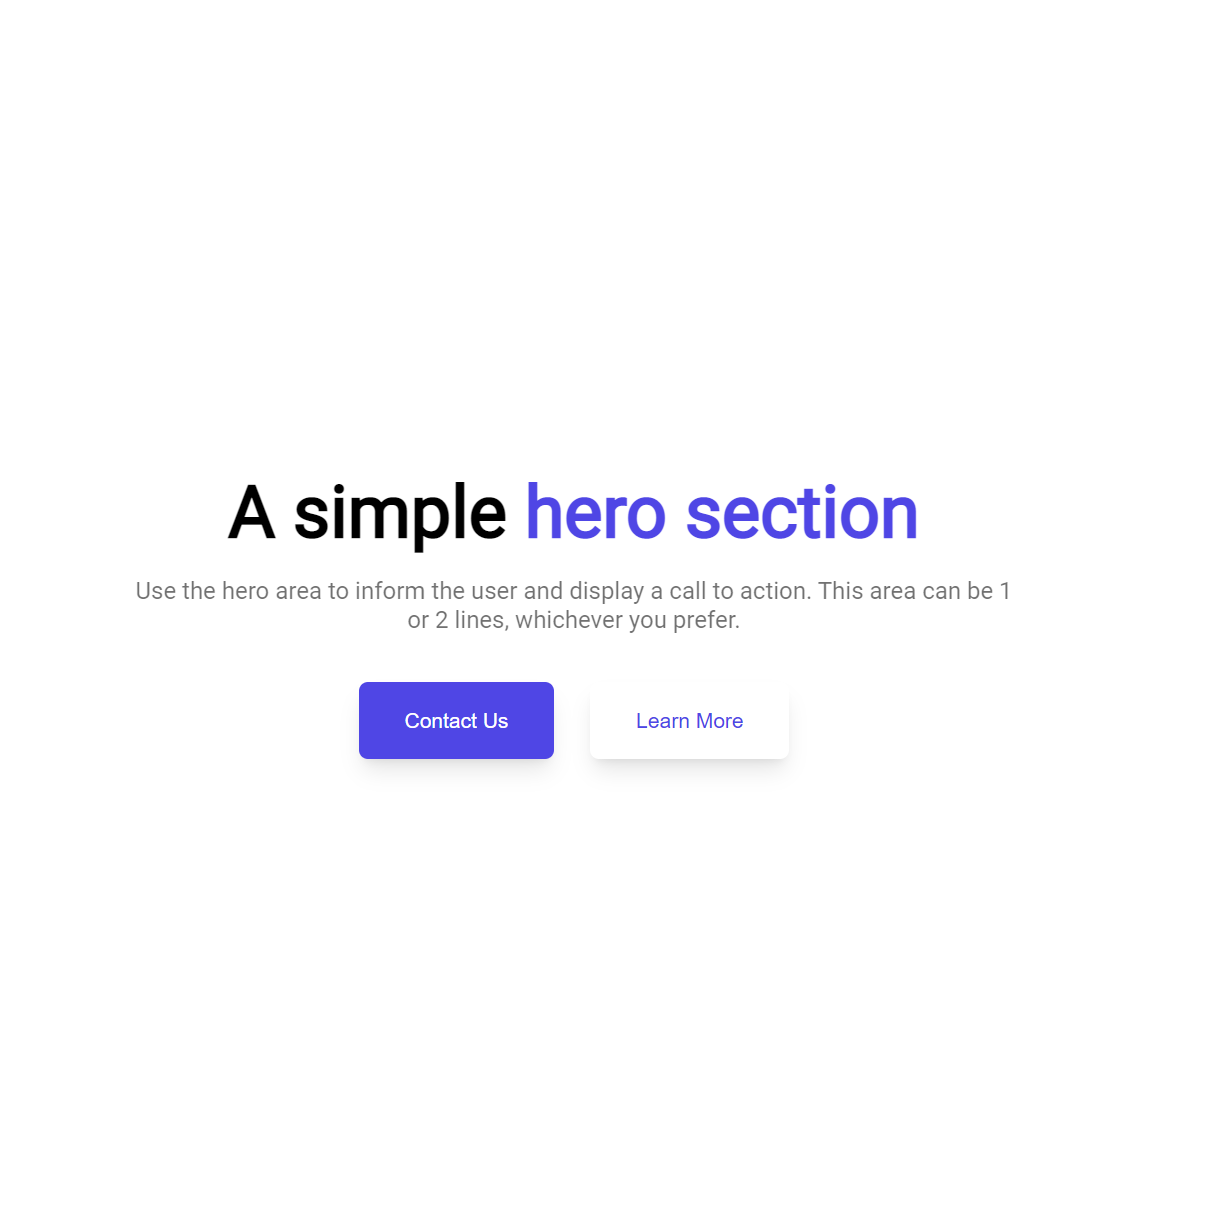 A simple hero section
Use the hero area to inform the user and display a call to action. This area can be 1
or 2 lines, whichever you prefer.
Contact Us
Learn More